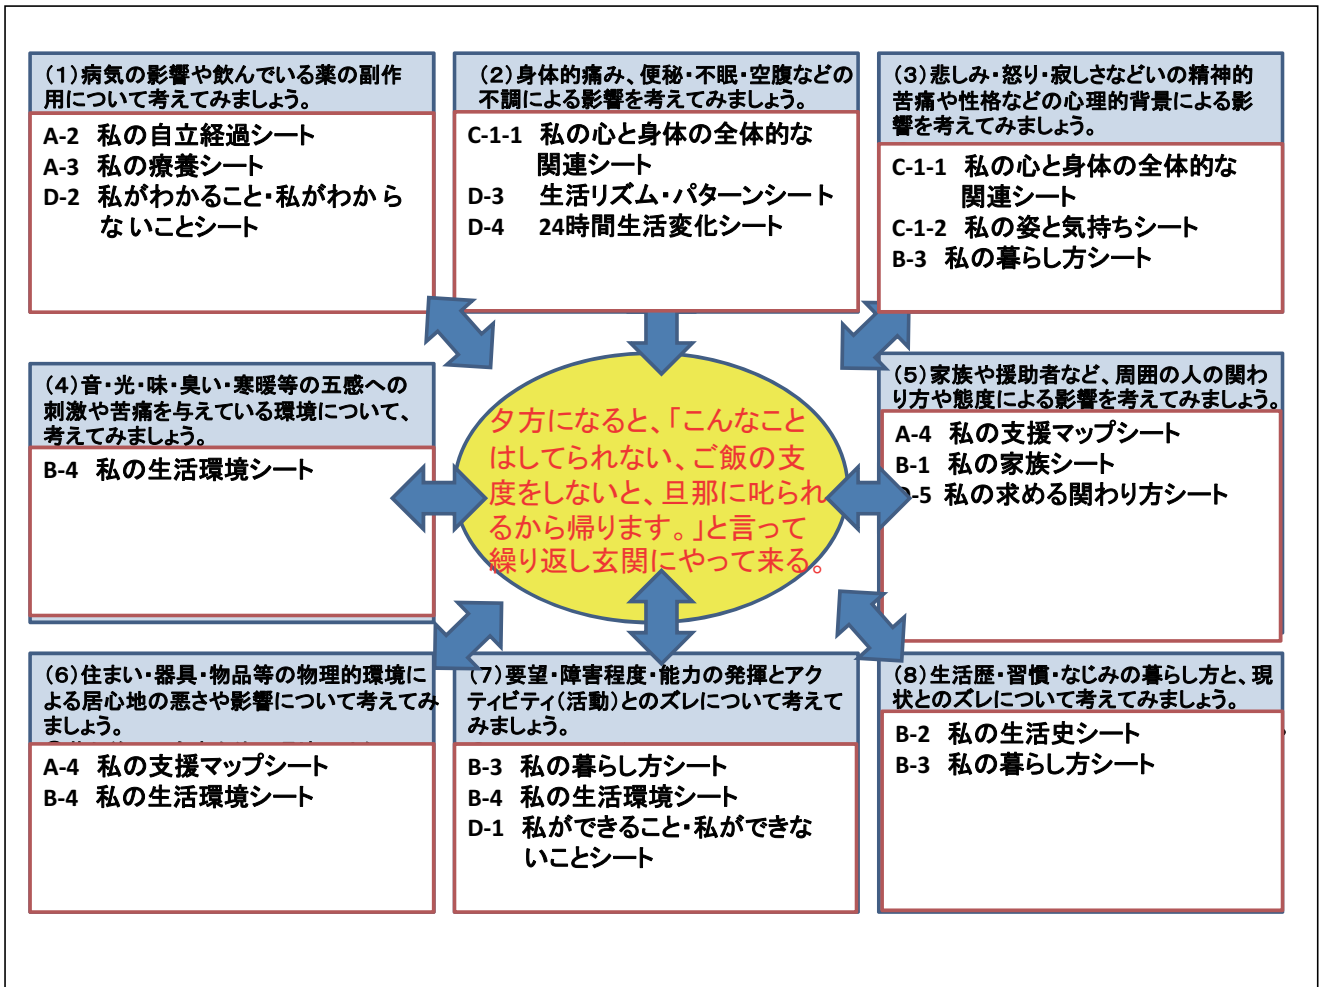 (1)病気の影響や飲んでいる薬の副作
用について考えてみましょう。
A-2 私の自立経過シート
A-3 私の療養シート
D-2 私がわかること・私がわから
ないことシート
(2)身体的痛み、便秘・不眠・空腹などの
不調による影響を考えてみましょう。
C-1-1 私の心と身体の全体的な
関連シート
D-3 生活リズム・パターンシート
D-4 24時間生活変化シート
(3)悲しみ・怒り・寂しさなどいの精神的
苦痛や性格などの心理的背景による影
響を考えてみましょう。
C-1-1 私の心と身体の全体的な
関連シート
C-1-2 私の姿と気持ちシート
B-3 私の暮らし方シート
(4)音・光・味・臭い・寒暖等の五感への
刺激や苦痛を与えている環境について、
考えてみましょう。
B-4 私の生活環境シート
夕方になると、「こんなこと
はしてられない、ご飯の支
度をしないと、旦那に叱られ
るから帰ります。」と言って
繰り返し玄関にやって来る。
(5)家族や援助者など、周囲の人の関わ
り方や態度による影響を考えてみましょう。
A-4 私の支援マップシート
B-1 私の家族シート
D-5 私の求める関わり方シート
(6)住まい・器具・物品等の物理的環境に
よる居心地の悪さや影響について考えてみ
ましょう。
A-4 私の支援マップシート
B-4 私の生活環境シート
(7)要望・障害程度・能力の発揮とアク
ティビティ(活動)とのズレについて考えて
みましょう。
B-3 私の暮らし方シート
B-4 私の生活環境シート
D-1 私ができること・私ができな
いことシート
(8)生活歴・習慣・なじみの暮らし方と、現
状とのズレについて考えてみましょう。
B-2 私の生活史シート
B-3 私の暮らし方シート